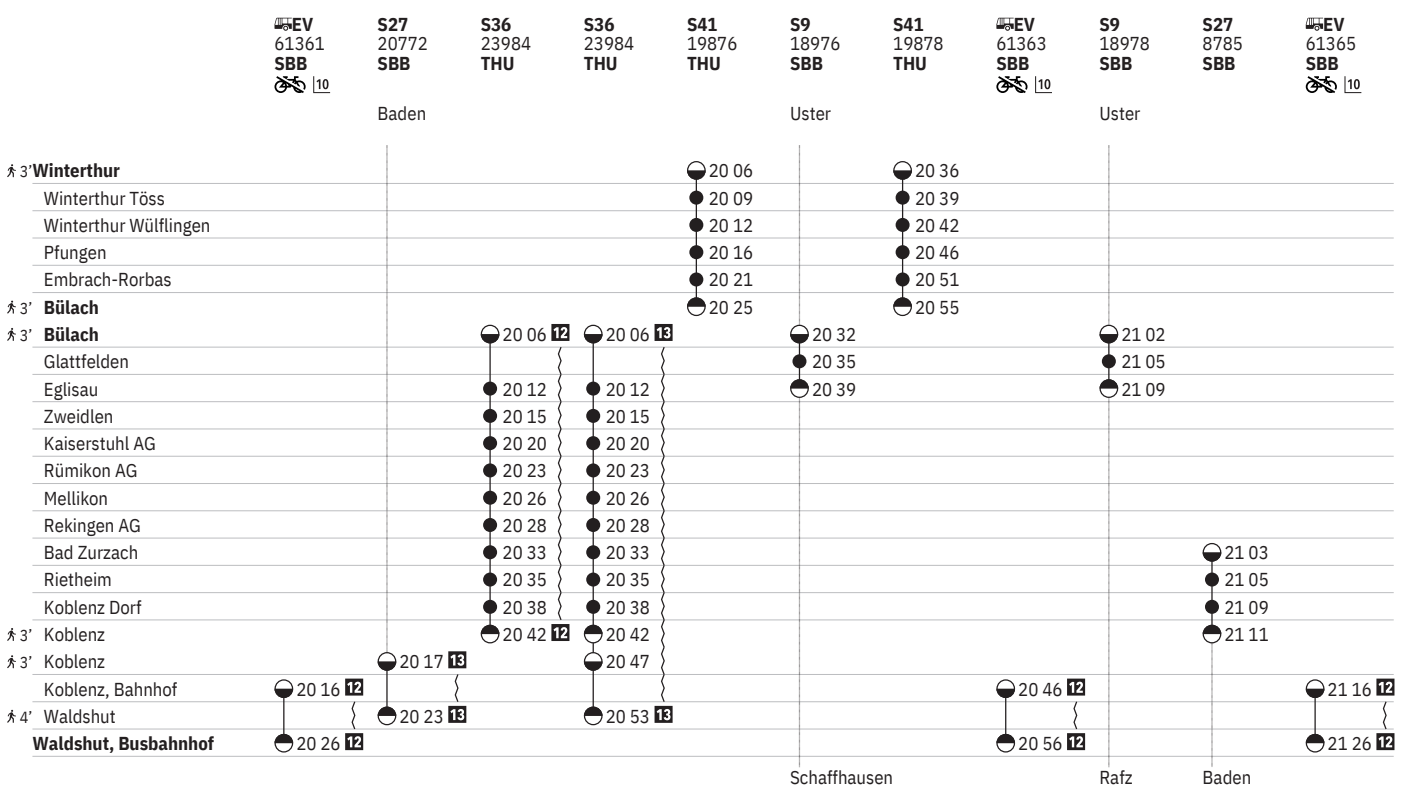 EV S27 S36 S36 S41 S9 S41 EV S9 S27 EV
61361 20772 23984 23984 19876 18976 19878 61363 18978 8785 61365
SBB SBB THU THU THU SBB THU SBB SBB SBB SBB
10 10 10
Baden Uster Uster
3' Winterthur 20 06 20 36
Winterthur Töss 20 09 20 39
Winterthur Wülflingen 20 12 20 42
Pfungen 20 16 20 46
Embrach-Rorbas 20 21 20 51
3' Bülach 20 25 20 55
3' Bülach 20 06 12 20 06 13 20 32 21 02
Glattfelden 20 35 21 05
Eglisau 20 12 20 12 20 39 21 09
Zweidlen 20 15 20 15
Kaiserstuhl AG 20 20 20 20
Rümikon AG 20 23 20 23
Mellikon 20 26 20 26
Rekingen AG 20 28 20 28
Bad Zurzach 20 33 20 33 21 03
Rietheim 20 35 20 35 21 05
Koblenz Dorf 20 38 20 38 21 09
3' Koblenz 20 42 12 20 42 21 11
3' Koblenz 20 17 13 20 47
Koblenz, Bahnhof 20 16 12 20 46 12 21 16 12
4' Waldshut 20 23 13 20 53 13
Waldshut, Busbahnhof 20 26 12 20 56 12 21 26 12
Schaffhausen Rafz Baden